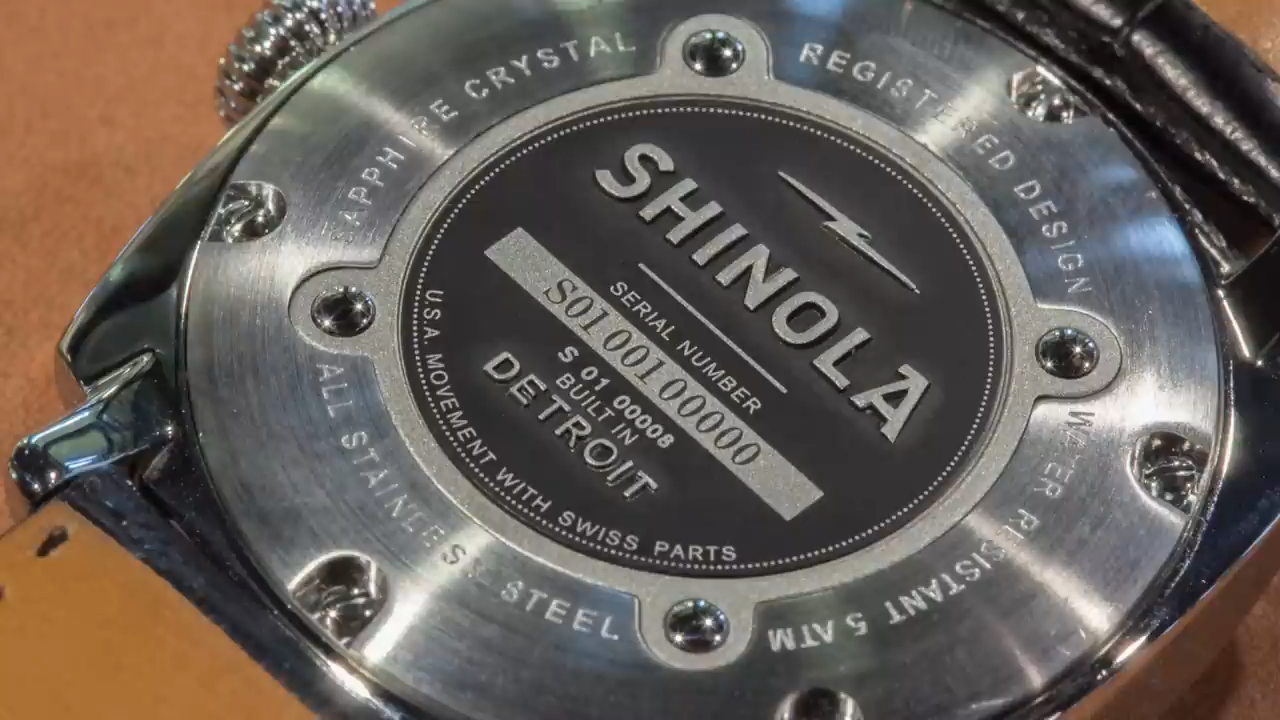 SAPPHIRE CRYSTAL
REGISTERED DESIGN
WATER RESISTANT 5 ATM
ALL STAINLESS STEEL
SHINOLA
SERIAL NUMBER
S010010000
S 01 00008
BUILT IN
DETROIT
U.S.A. MOVEMENT WITH SWISS PARTS